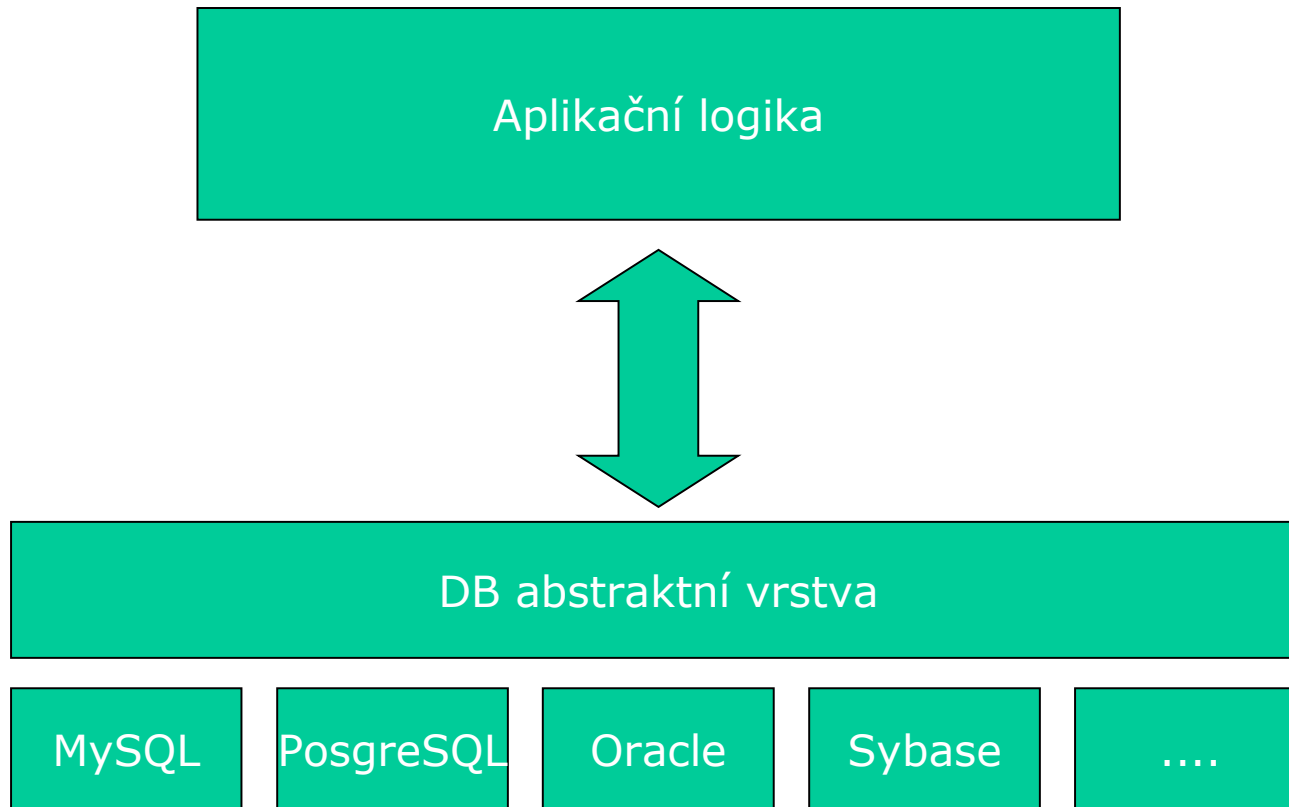 Aplikační logika
DB abstraktní vrstva
MySQL
PosgreSQL
Oracle
Sybase
....